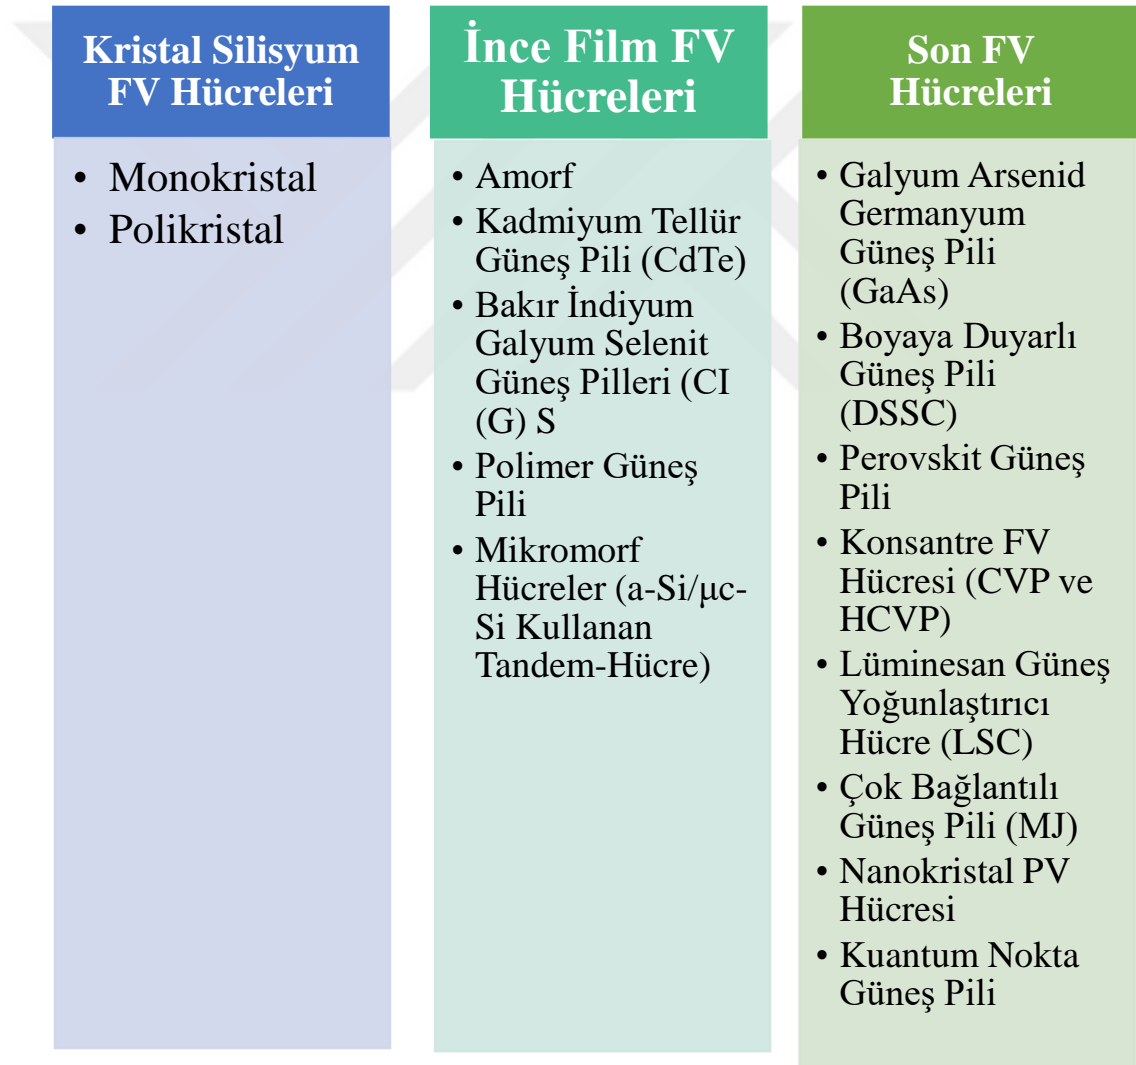 Kristal Silisyum
FV Hücreleri
• Monokristal
• Polikristal
İnce Film FV
Hücreleri
• Amorf
• Kadmiyum Tellür
Güneş Pili (CdTe)
• Bakır İndiyum
Galyum Selenit
Güneş Pilleri (CI
(G) S
• Polimer Güneş
Pili
• Mikromorf
Hücreler (a-Si/μc-
Si Kullanan
Tandem-Hücre)
Son FV
Hücreleri
• Galyum Arsenid
Germanyum
Güneş Pili
(GaAs)
• Boyaya Duyarlı
Güneş Pili
(DSSC)
• Perovskit Güneş
Pili
• Konsantre FV
Hücresi (CVP ve
HCVP)
• Lüminesan Güneş
Yoğunlaştırıcı
Hücre (LSC)
• Çok Bağlantılı
Güneş Pili (MJ)
• Nanokristal PV
Hücresi
• Kuantum Nokta
Güneş Pili